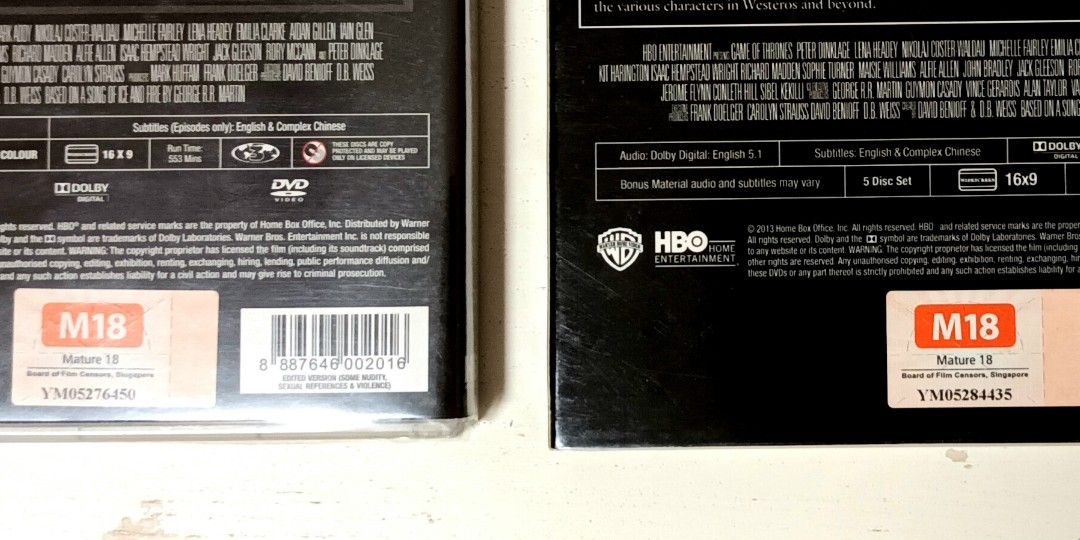 ARK ADDY NIKOLAJ COSTER-WALDAU MICHELLE FAIRLEY LENA HEADEY EMILIA CLARKE AIDAN GILLEN IAIN GLEN
RICHARD MADDEN ALFIE ALLEN ISAAC HEMPSTEAD WRIGHT JACK GLEESON RORY MCCANN AND PETER DINKLAGE
GUYMON CASADY CAROLYN STRAUSS MARK HUFFAM FRANK DOELGER DAVID BENIOFF D.B. WEISS
D.B. WEISS BASED ON A SONG OF ICE AND FIRE BY GEORGE R.R. MARTIN
Subtitles (Episodes only): English & Complex Chinese
COLOUR
16 X 9
Run Time:
553 Mins
3
THESE DISCS ARE COPY
PROTECTED AND MAY BE PLAYED
ONLY ON LICENSED DEVICES
DOLBY
DIGITAL
DVD
VIDEO
ghts reserved. HBO® and related service marks are the property of Home Box Office, Inc. Distributed by Warner
lby and the symbol are trademarks of Dolby Laboratories. Warner Bros. Entertainment Inc. is not responsible
site or its content. WARNING: The copyright proprietor has licensed the film (including its soundtrack) comprised
unauthorised copying, editing, exhibition, renting, exchanging, hiring, lending, public performance diffusion and/
and any such action establishes liability for a civil action and may give rise to criminal prosecution.
M18
Mature 18
Board of Film Censors, Singapore
YM05276450
8 887646 002016
EDITED VERSION (SOME NUDITY,
SEXUAL REFERENCES & VIOLENCE)
the various characters in Westeros and beyond.
HBO ENTERTAINMENT GAME OF THRONES PETER DINKLAGE LENA HEADEY NIKOLAJ COSTER-WALDAU MICHELLE FAIRLEY EMILIA C
KIT HARINGTON ISAAC HEMPSTEAD WRIGHT RICHARD MADDEN SOPHIE TURNER MAISIE WILLIAMS ALFIE ALLEN JOHN BRADLEY JACK GLEESON RO
JEROME FLYNN CONLETH HILL SIBEL KEKILLI GEORGE R.R. MARTIN GUYMON CASADY VINCE GERARDIS ALAN TAYLOR VA
FRANK DOELGER CAROLYN STRAUSS DAVID BENIOFF D.B. WEISS DAVID BENIOFF & D.B. WEISS BASED ON A SONG
Audio: Dolby Digital: English 5.1
Subtitles: English & Complex Chinese
DOLBY
DIGITAL
Bonus Material audio and subtitles may vary
5 Disc Set
WIDESCREEN
16x9
WB
HBO HOME
ENTERTAINMENT
© 2013 Home Box Office, Inc. All rights reserved. HBO and related service marks are the proper
All rights reserved. Dolby and the symbol are trademarks of Dolby Laboratories. Warner Bros
to any website or its content. WARNING: The copyright proprietor has licensed the film (including
other rights are reserved. Any unauthorised copying, editing, exhibition, renting, exchanging, hir
these DVDs or any part thereof is strictly prohibited and any such action establishes liability for a
M18
Mature 18
Board of Film Censors, Singapore
YM05284435